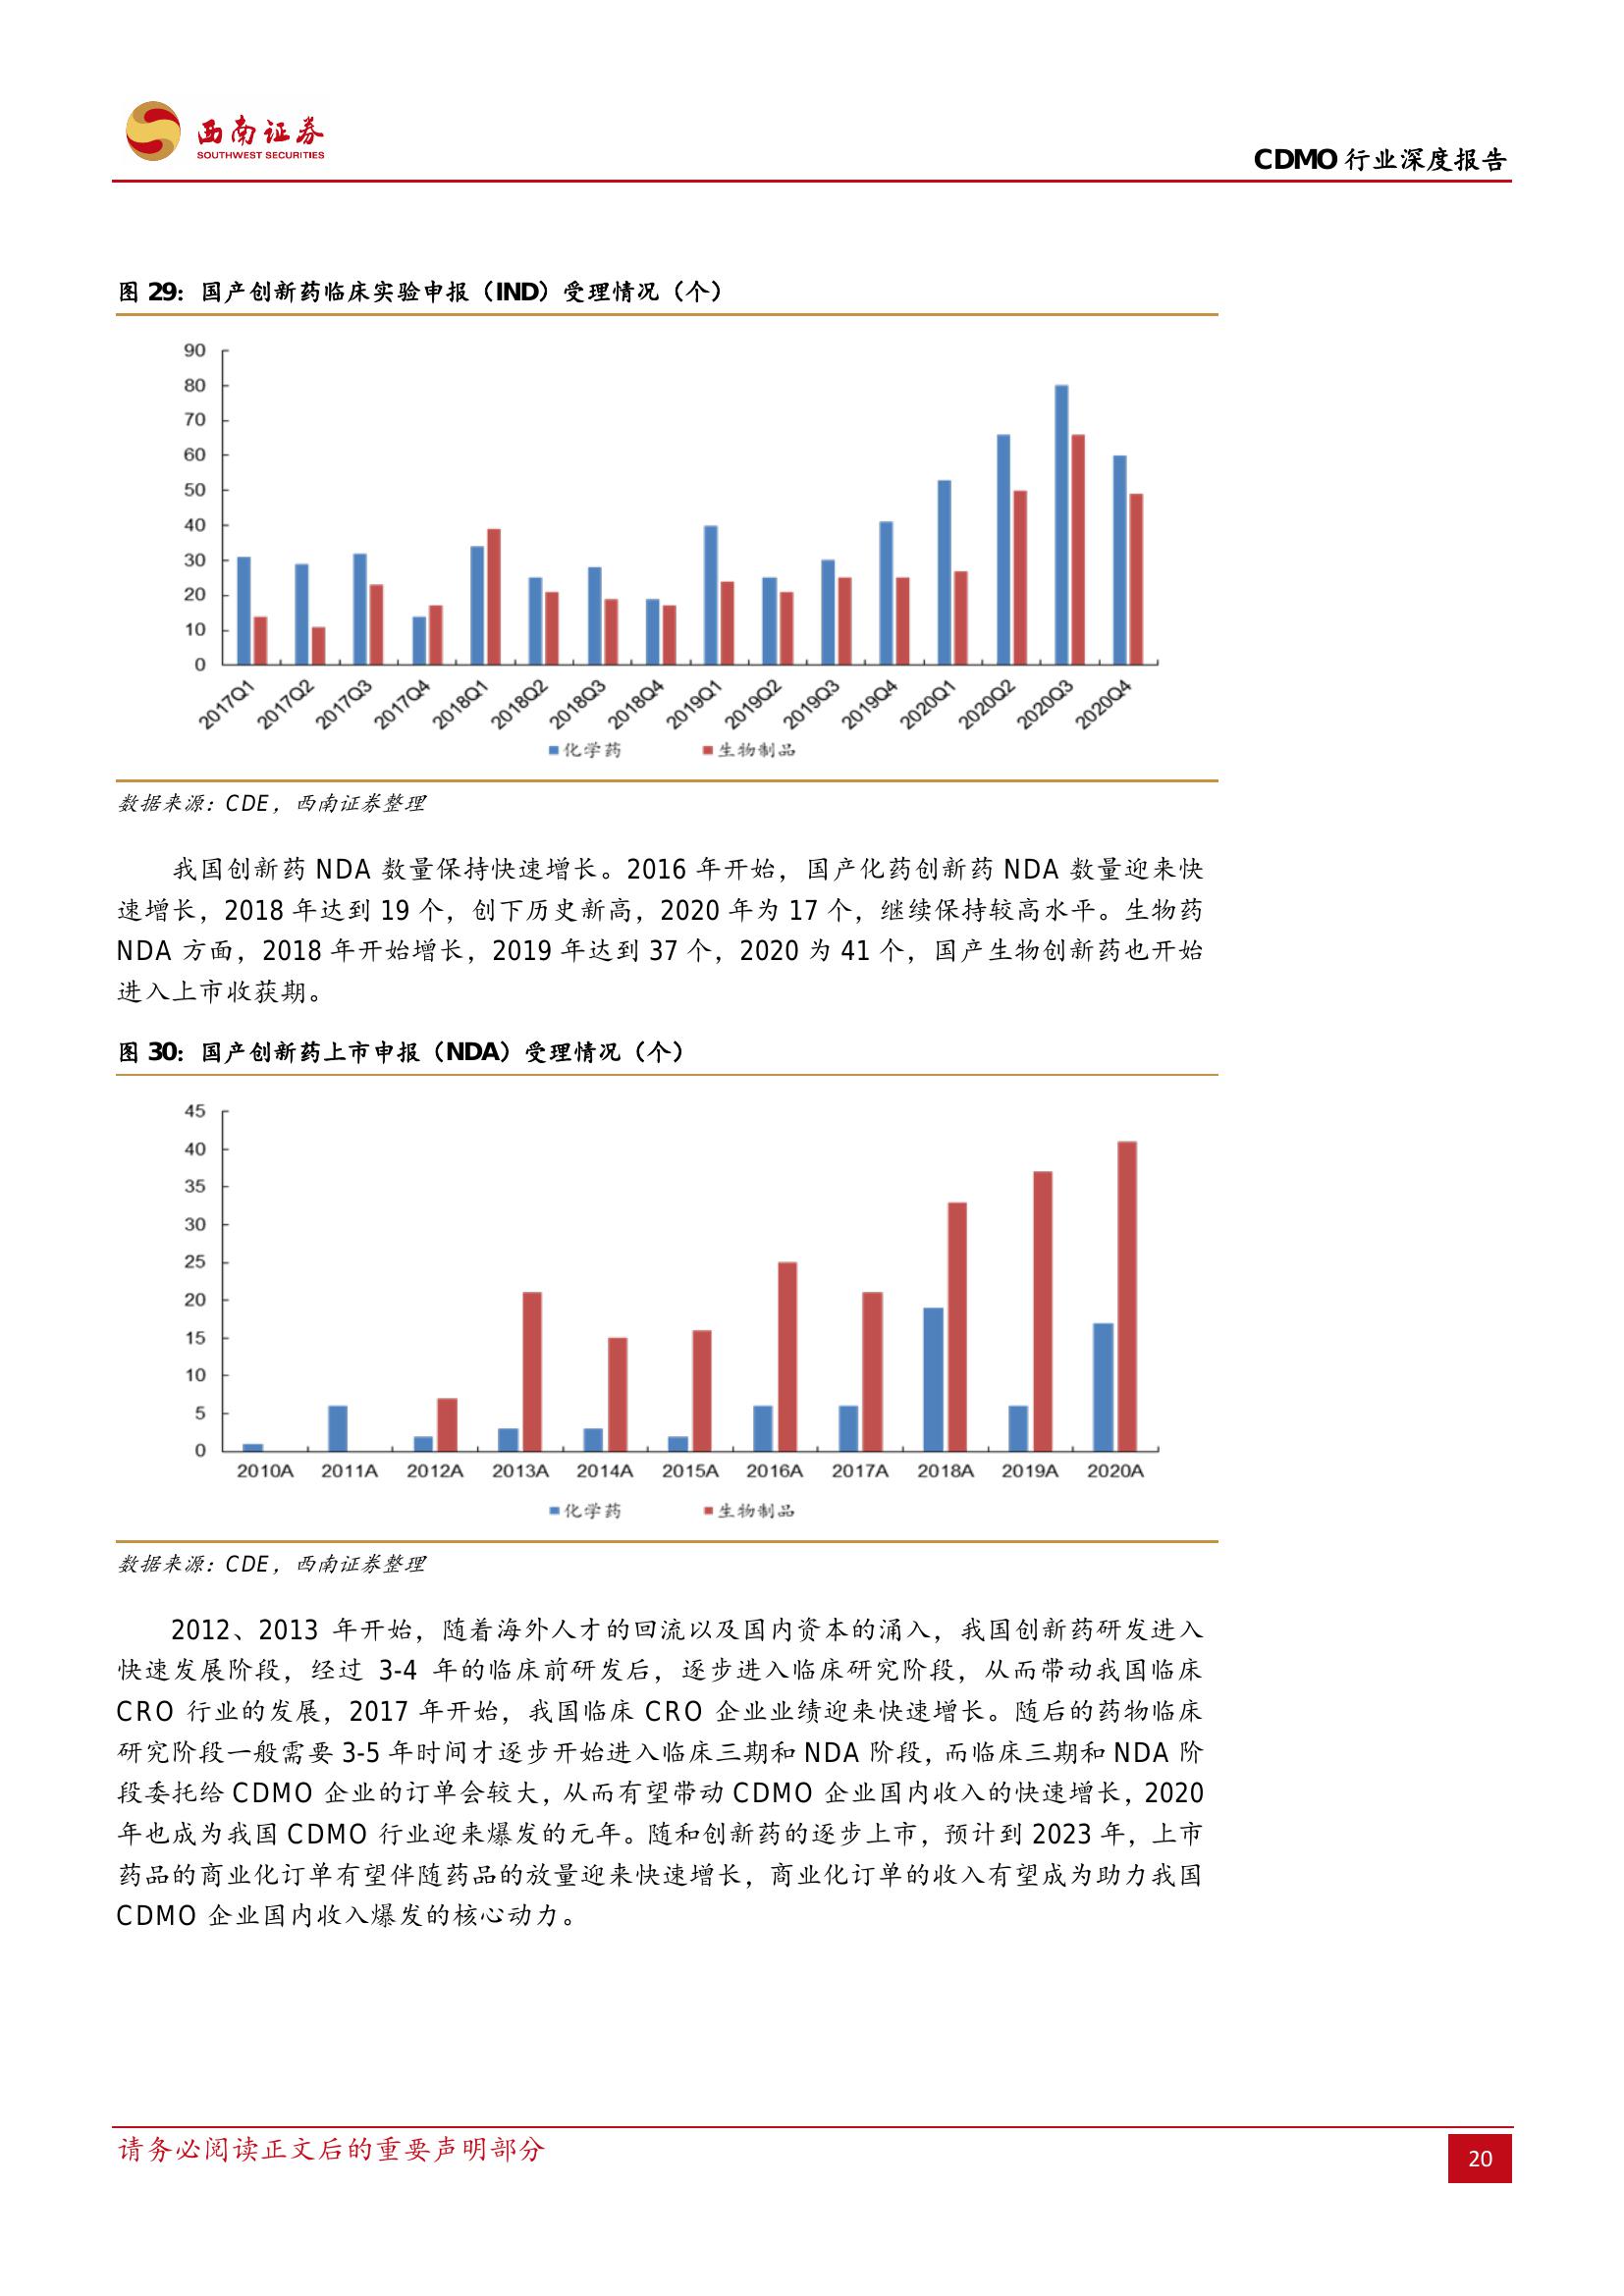 西南证券
SOUTHWEST SECURITIES
CDMO 行业深度报告
图 29：国产创新药临床实验申报（IND）受理情况（个）
90
80
70
60
50
40
30
20
10
0
2017Q1 2017Q2 2017Q3 2017Q4 2018Q1 2018Q2 2018Q3 2018Q4 2019Q1 2019Q2 2019Q3 2019Q4 2020Q1 2020Q2 2020Q3 2020Q4
化学药 生物制品
数据来源：CDE，西南证券整理
我国创新药 NDA 数量保持快速增长。2016 年开始，国产化药创新药 NDA 数量迎来快
速增长，2018 年达到 19 个，创下历史新高，2020 年为 17 个，继续保持较高水平。生物药
NDA 方面，2018 年开始增长，2019 年达到 37 个，2020 为 41 个，国产生物创新药也开始
进入上市收获期。
图 30：国产创新药上市申报（NDA）受理情况（个）
45
40
35
30
25
20
15
10
5
0
2010A 2011A 2012A 2013A 2014A 2015A 2016A 2017A 2018A 2019A 2020A
化学药 生物制品
数据来源：CDE，西南证券整理
2012、2013 年开始，随着海外人才的回流以及国内资本的涌入，我国创新药研发进入
快速发展阶段，经过 3-4 年的临床前研发后，逐步进入临床研究阶段，从而带动我国临床
CRO 行业的发展，2017 年开始，我国临床 CRO 企业业绩迎来快速增长。随后的药物临床
研究阶段一般需要 3-5 年时间才逐步开始进入临床三期和 NDA 阶段，而临床三期和 NDA 阶
段委托给 CDMO 企业的订单会较大，从而有望带动 CDMO 企业国内收入的快速增长，2020
年也成为我国 CDMO 行业迎来爆发的元年。随和创新药的逐步上市，预计到 2023 年，上市
药品的商业化订单有望伴随药品的放量迎来快速增长，商业化订单的收入有望成为助力我国
CDMO 企业国内收入爆发的核心动力。
请务必阅读正文后的重要声明部分
20